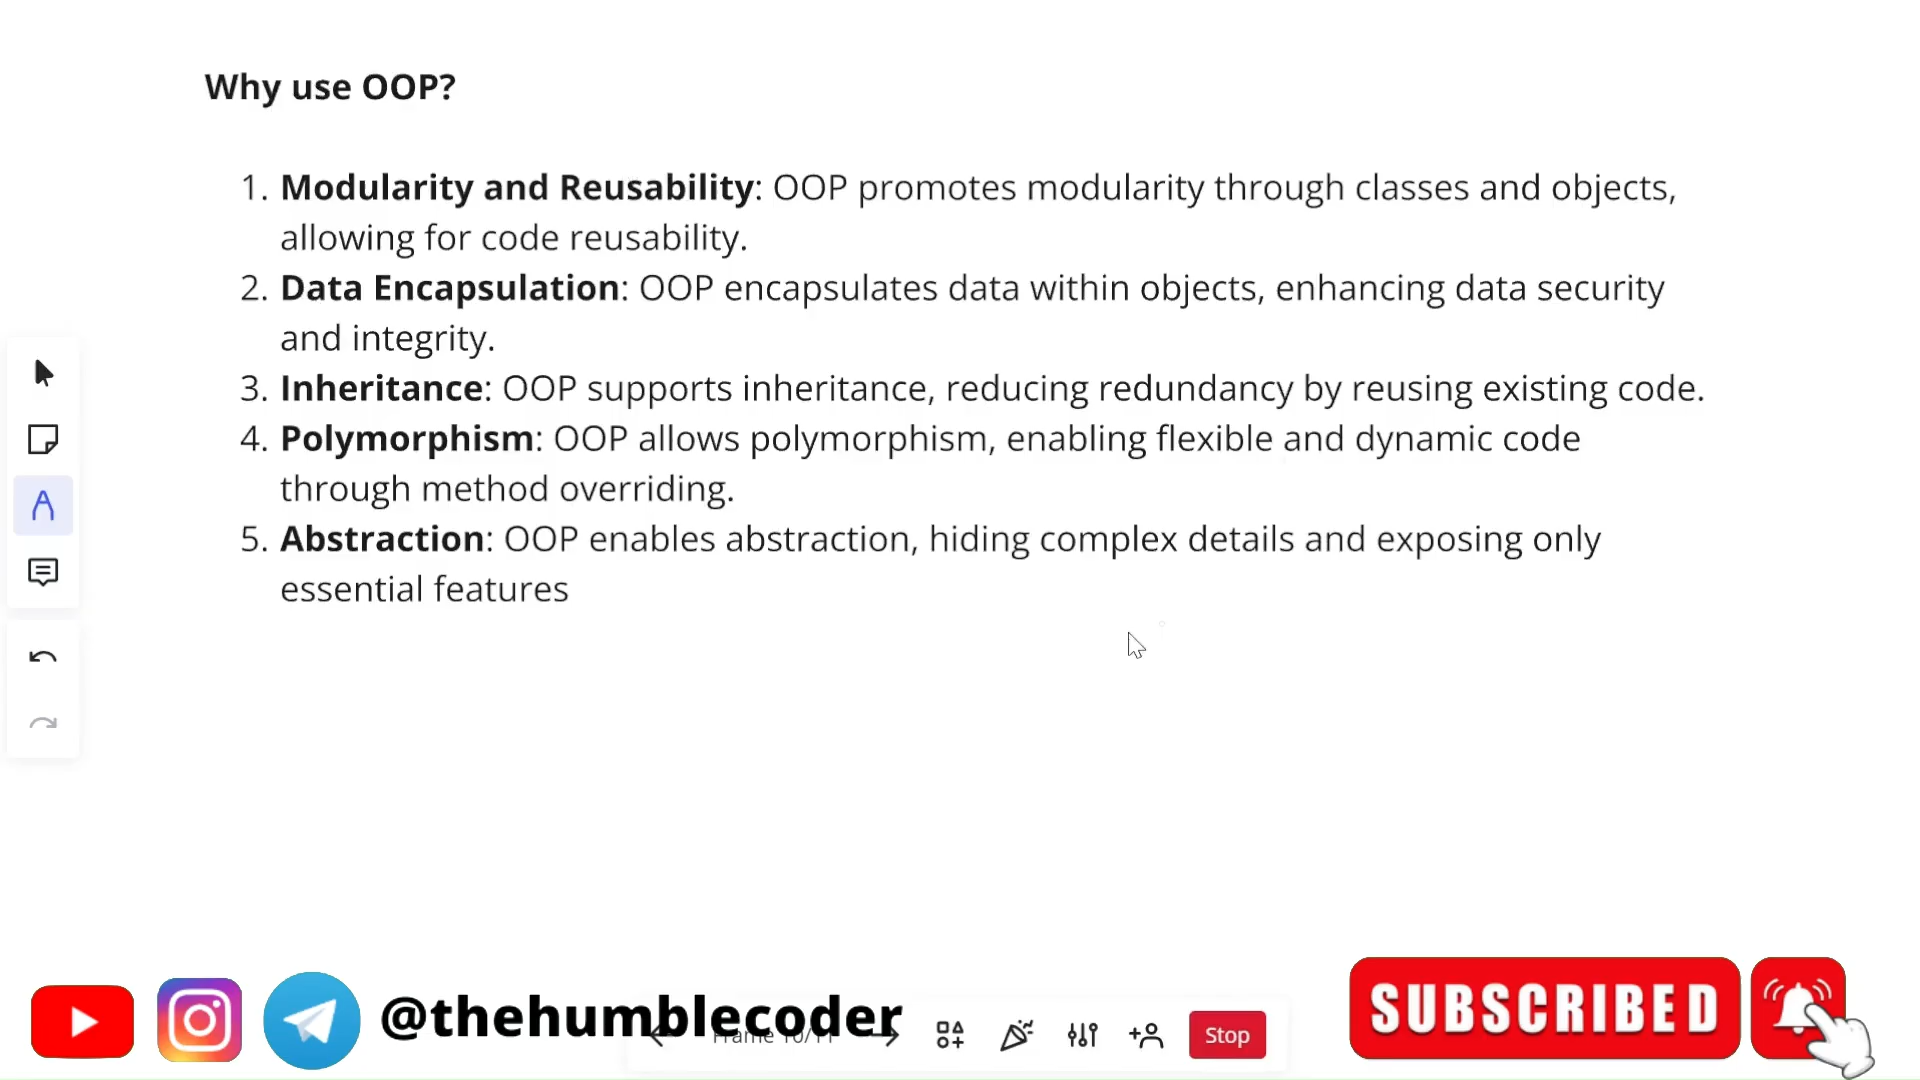 Why use OOP?
1. Modularity and Reusability: OOP promotes modularity through classes and objects,
allowing for code reusability.
2. Data Encapsulation: OOP encapsulates data within objects, enhancing data security
and integrity.
3. Inheritance: OOP supports inheritance, reducing redundancy by reusing existing code.
4. Polymorphism: OOP allows polymorphism, enabling flexible and dynamic code
through method overriding.
5. Abstraction: OOP enables abstraction, hiding complex details and exposing only
essential features
@thehumblecoder
Frame 10/11
Stop
SUBSCRIBED